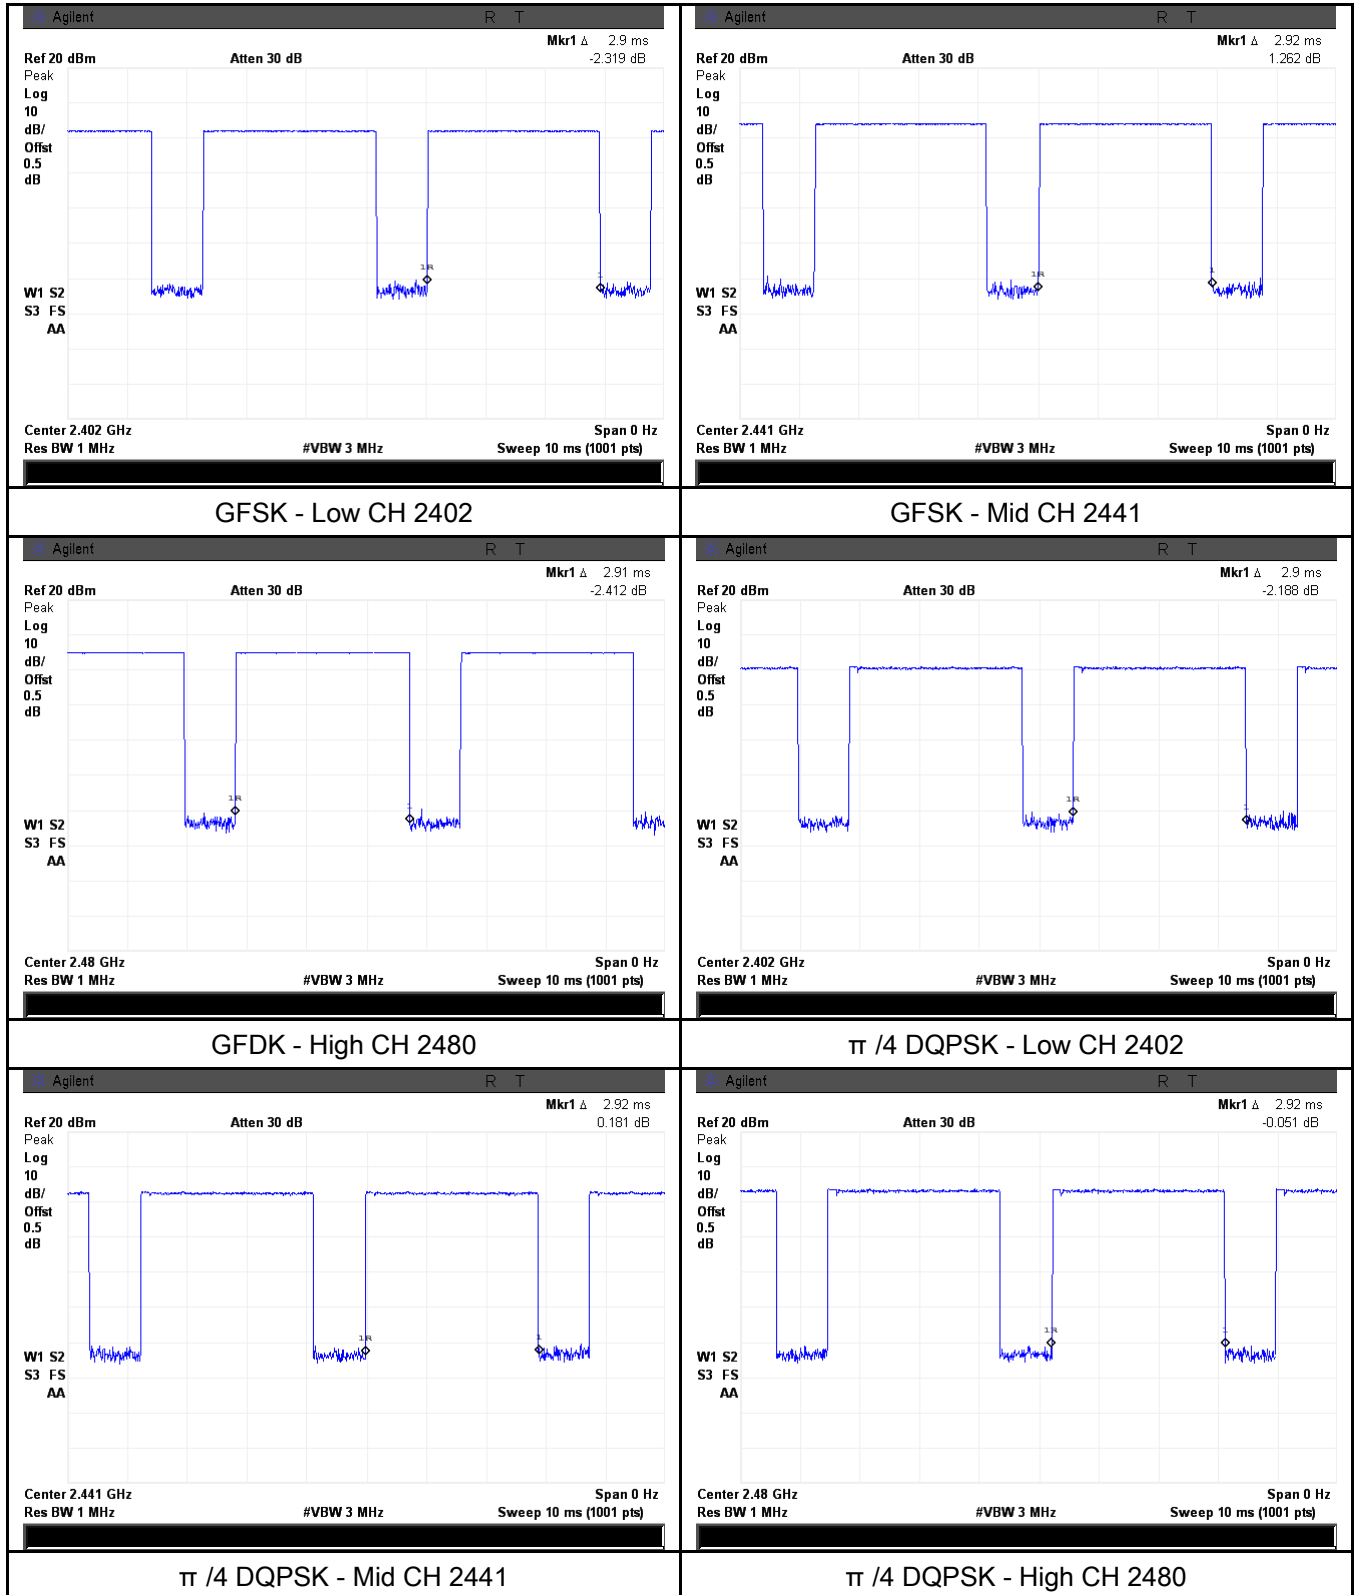 Agilent R T
Mkr1 Δ 2.9 ms
Ref 20 dBm Atten 30 dB -2.319 dB
Peak
Log
10
dB/
Offst
0.5
dB
1R
1
W1 S2
S3 FS
AA
Center 2.402 GHz Span 0 Hz
Res BW 1 MHz #VBW 3 MHz Sweep 10 ms (1001 pts)
GFSK - Low CH 2402
Agilent R T
Mkr1 Δ 2.92 ms
Ref 20 dBm Atten 30 dB 1.262 dB
Peak
Log
10
dB/
Offst
0.5
dB
1R
1
W1 S2
S3 FS
AA
Center 2.441 GHz Span 0 Hz
Res BW 1 MHz #VBW 3 MHz Sweep 10 ms (1001 pts)
GFSK - Mid CH 2441
Agilent R T
Mkr1 Δ 2.91 ms
Ref 20 dBm Atten 30 dB -2.412 dB
Peak
Log
10
dB/
Offst
0.5
dB
1R
1
W1 S2
S3 FS
AA
Center 2.48 GHz Span 0 Hz
Res BW 1 MHz #VBW 3 MHz Sweep 10 ms (1001 pts)
GFDK - High CH 2480
Agilent R T
Mkr1 Δ 2.9 ms
Ref 20 dBm Atten 30 dB -2.188 dB
Peak
Log
10
dB/
Offst
0.5
dB
1R
1
W1 S2
S3 FS
AA
Center 2.402 GHz Span 0 Hz
Res BW 1 MHz #VBW 3 MHz Sweep 10 ms (1001 pts)
π /4 DQPSK - Low CH 2402
Agilent R T
Mkr1 Δ 2.92 ms
Ref 20 dBm Atten 30 dB 0.181 dB
Peak
Log
10
dB/
Offst
0.5
dB
1R
1
W1 S2
S3 FS
AA
Center 2.441 GHz Span 0 Hz
Res BW 1 MHz #VBW 3 MHz Sweep 10 ms (1001 pts)
π /4 DQPSK - Mid CH 2441
Agilent R T
Mkr1 Δ 2.92 ms
Ref 20 dBm Atten 30 dB -0.051 dB
Peak
Log
10
dB/
Offst
0.5
dB
1R
1
W1 S2
S3 FS
AA
Center 2.48 GHz Span 0 Hz
Res BW 1 MHz #VBW 3 MHz Sweep 10 ms (1001 pts)
π /4 DQPSK - High CH 2480